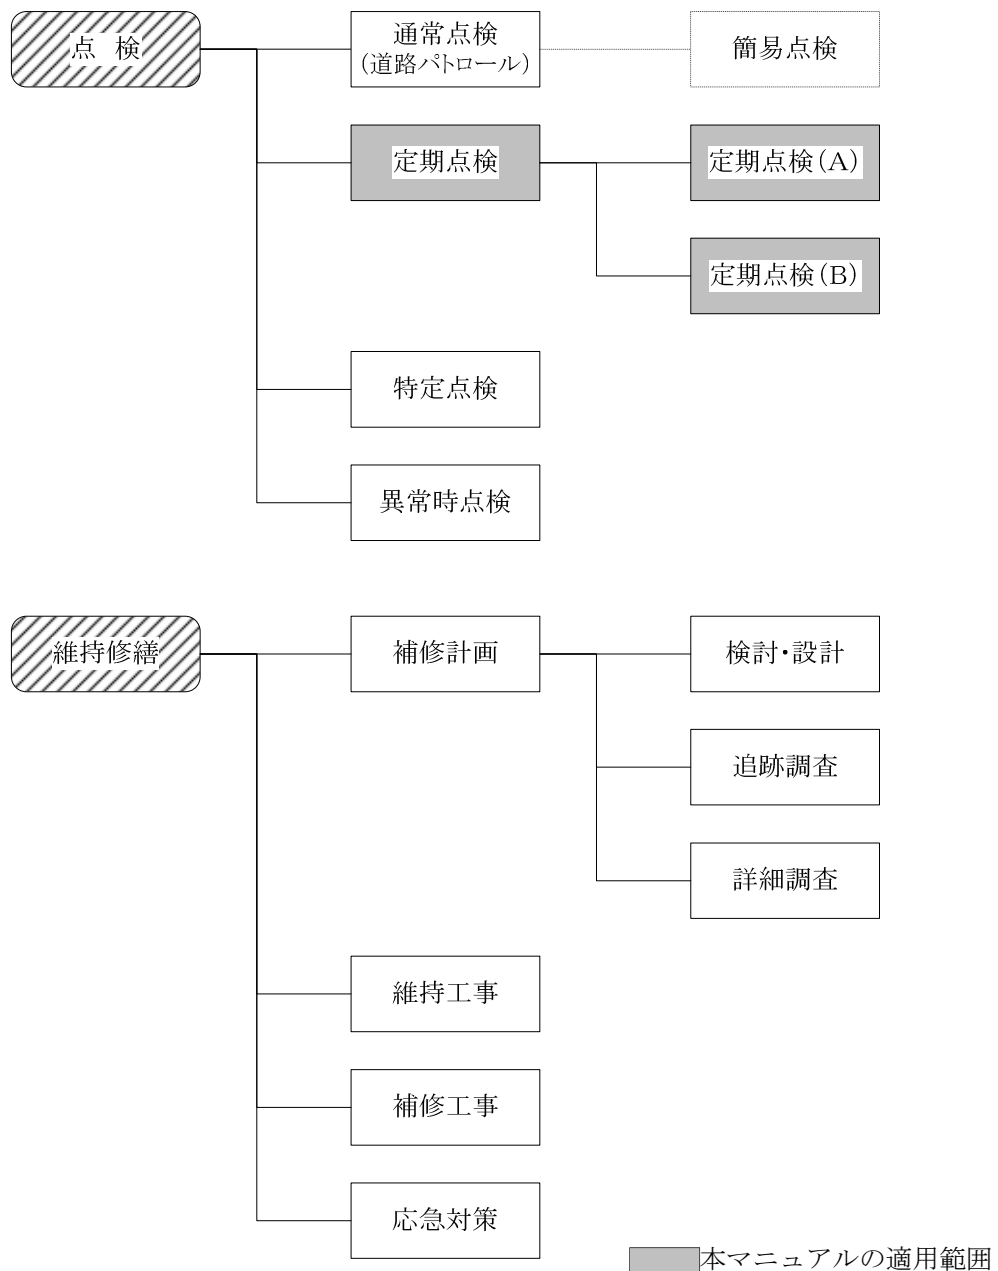 点 検
通常点検
(道路パトロール)
簡易点検
定期点検
定期点検(A)
定期点検(B)
特定点検
異常時点検
維持修繕
補修計画
検討・設計
追跡調査
詳細調査
維持工事
補修工事
応急対策
本マニュアルの適用範囲